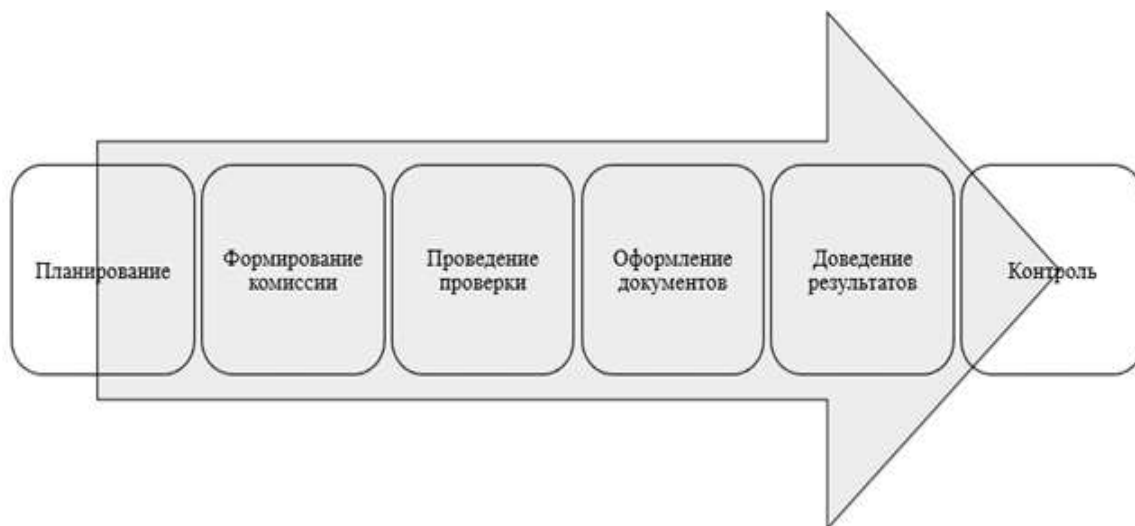 Планирование
Формирование
комиссии
Проведение
проверки
Оформление
документов
Доведение
результатов
Контроль